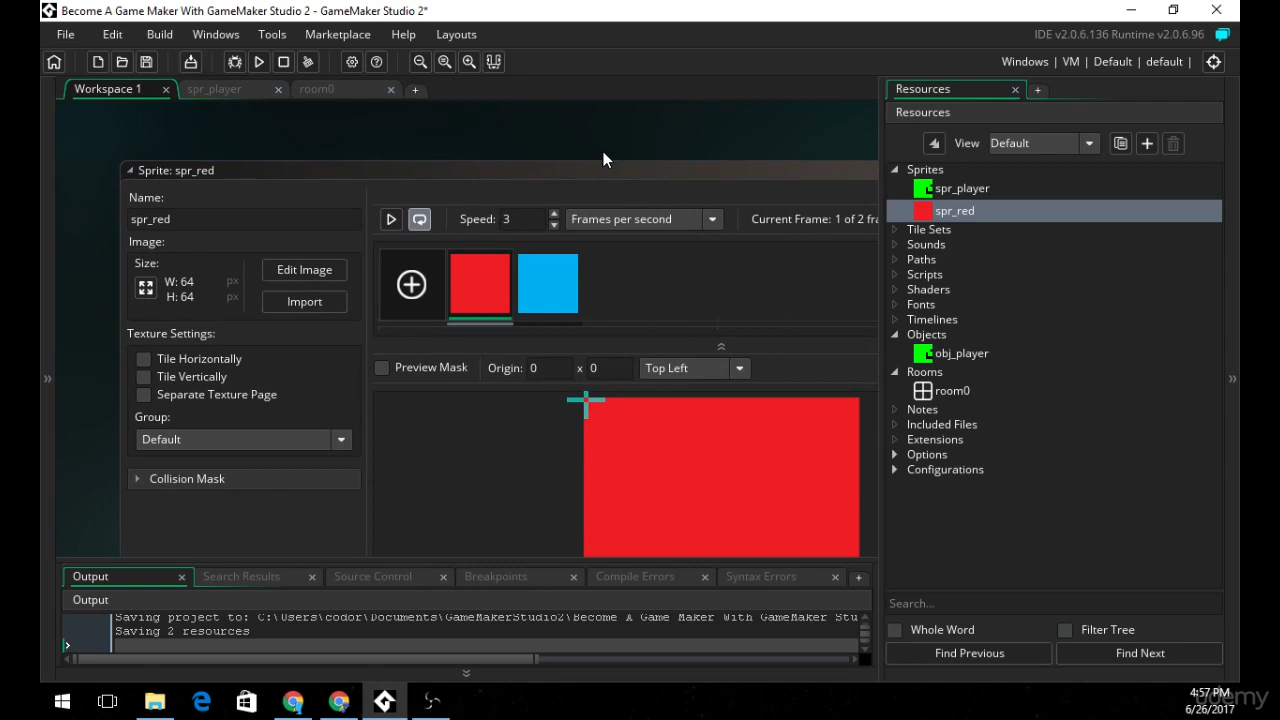 Become A Game Maker With GameMaker Studio 2 - GameMaker Studio 2*
File Edit Build Windows Tools Marketplace Help Layouts
IDE v2.0.6.136 Runtime v2.0.6.96
Windows | VM | Default | default |
Workspace 1 spr_player room0
Resources
Resources
View Default
Sprite: spr_red
Name:
spr_red
Image:
Size:
W: 64 px
H: 64 px
Edit Image
Import
Texture Settings:
Tile Horizontally
Tile Vertically
Separate Texture Page
Group:
Default
Collision Mask
Speed: 3 Frames per second Current Frame: 1 of 2 fra
Preview Mask Origin: 0 x 0 Top Left
Sprites
spr_player
spr_red
Tile Sets
Sounds
Paths
Scripts
Shaders
Fonts
Timelines
Objects
obj_player
Rooms
room0
Notes
Included Files
Extensions
Options
Configurations
Search...
Whole Word Filter Tree
Find Previous Find Next
Output Search Results Source Control Breakpoints Compile Errors Syntax Errors
Output
Saving project to: C:\Users\codor\Documents\GameMakerStudio2\Become A Game Maker With GameMaker Stu
Saving 2 resources
4:57 PM
6/26/2017
udemy